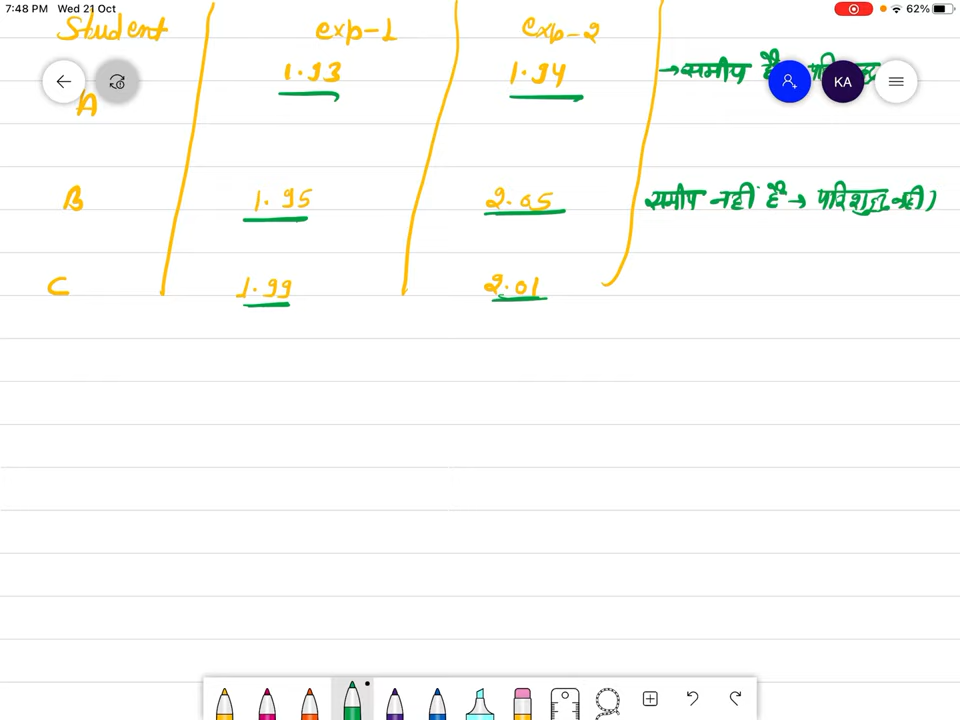 7:48 PM Wed 21 Oct 62%
Student exp-1 exp-2
A 1.93 1.94 →समीप है
KA
B 1.95 2.05 समीप नहीं है → परिशुद्ध नहीं)
C 1.99 2.01